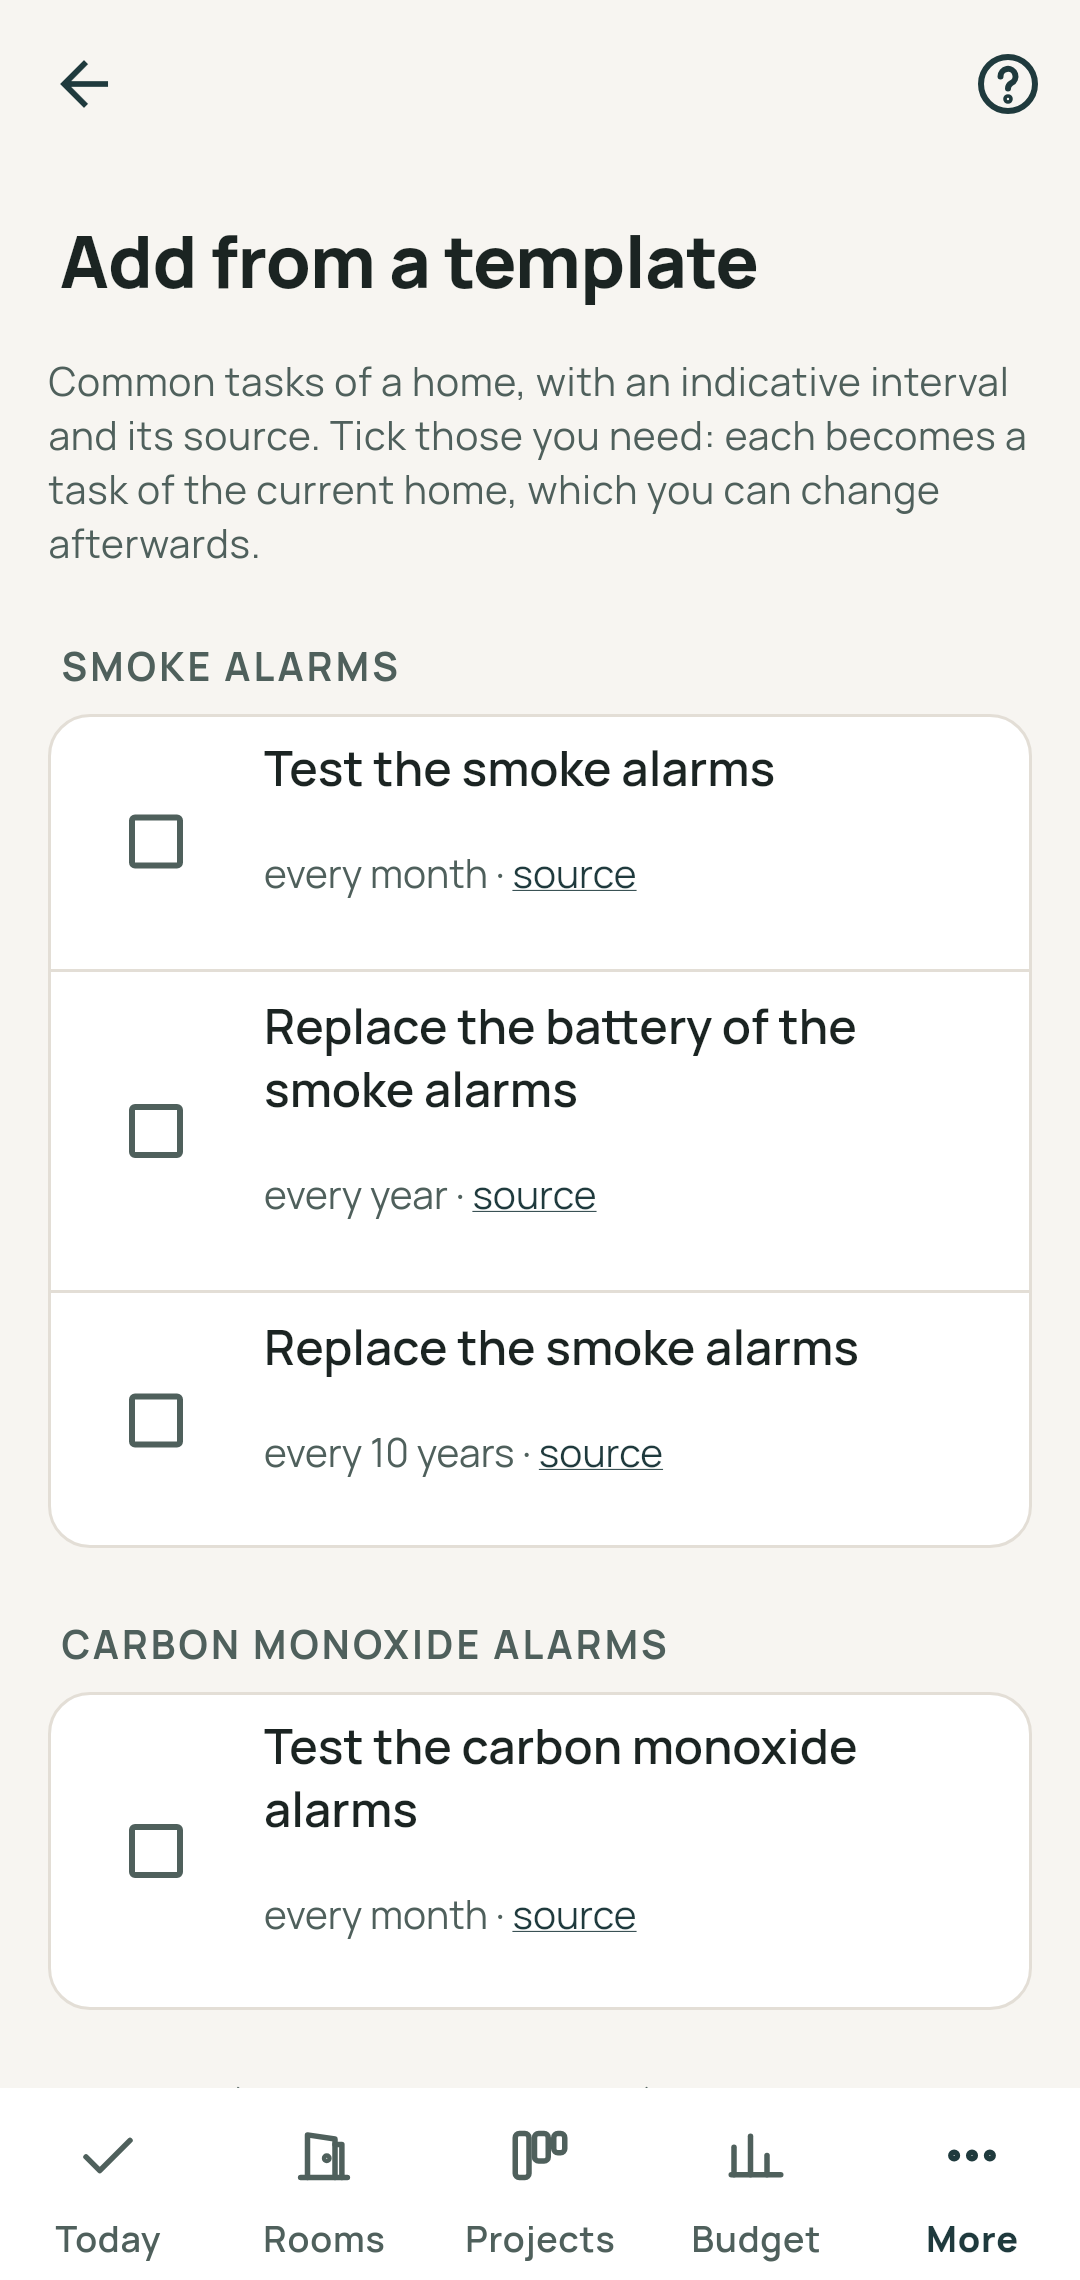 Add from a template
Common tasks of a home, with an indicative interval
and its source. Tick those you need: each becomes a
task of the current home, which you can change
afterwards.
SMOKE ALARMS
Test the smoke alarms
every month · source
Replace the battery of the
smoke alarms
every year · source
Replace the smoke alarms
every 10 years · source
CARBON MONOXIDE ALARMS
Test the carbon monoxide
alarms
every month · source
Today
Rooms
Projects
Budget
More